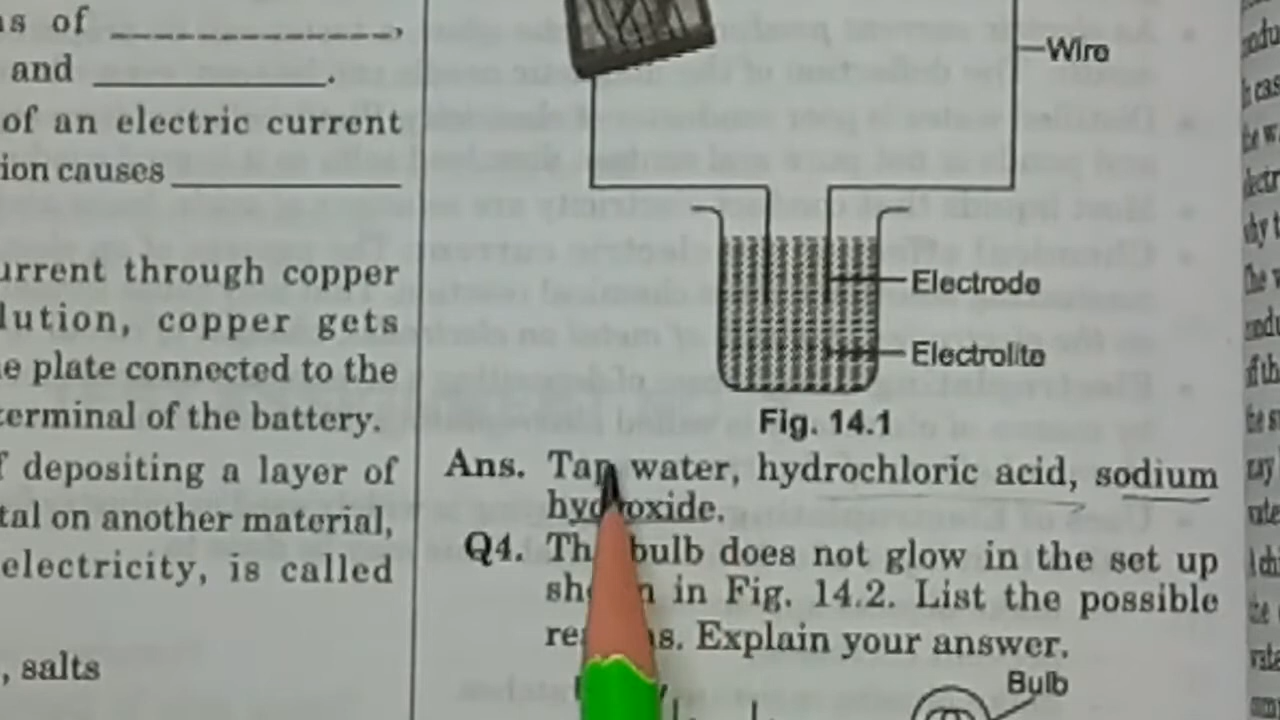 ns of ______________,
and ______________.
of an electric current
ion causes ______________
urrent through copper
lution, copper gets
e plate connected to the
terminal of the battery.
f depositing a layer of
tal on another material,
electricity, is called
, salts
Wire
Electrode
Electrolite
Fig. 14.1
Ans. Tap water, hydrochloric acid, sodium
hydroxide.
Q4. The bulb does not glow in the set up
shown in Fig. 14.2. List the possible
reasons. Explain your answer.
Bulb